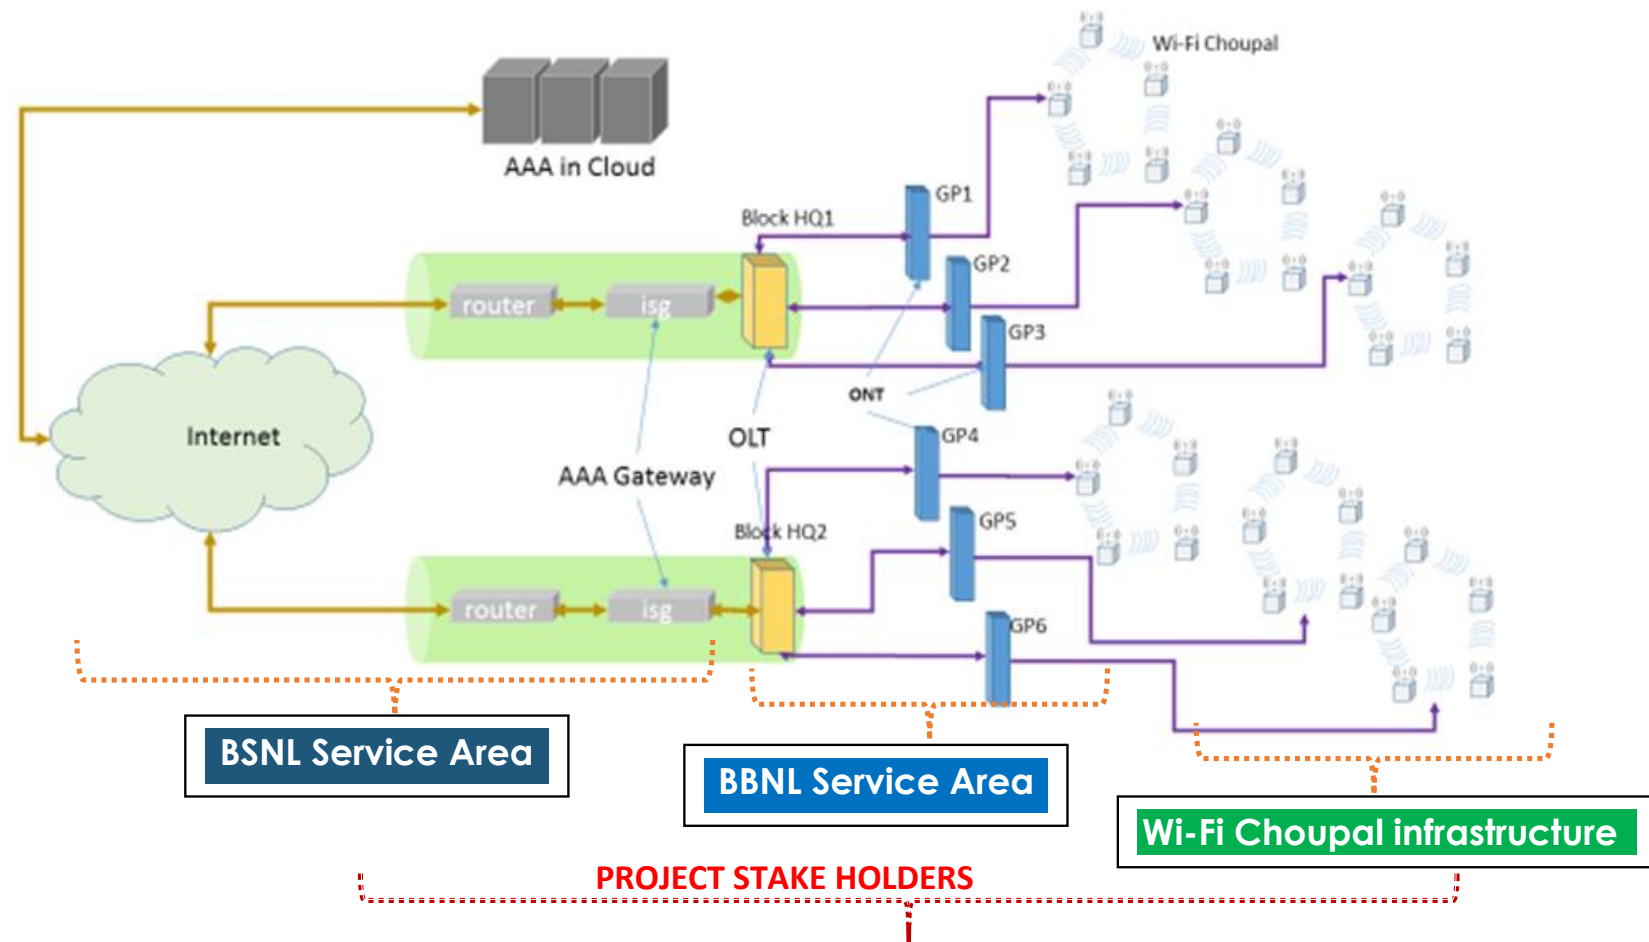 Wi-Fi Choupal
AAA in Cloud
GP1
Block HQ1
GP2
router
isg
GP3
ONT
Internet
OLT
GP4
AAA Gateway
GP5
Block HQ2
router
isg
GP6
BSNL Service Area
BBNL Service Area
Wi-Fi Choupal infrastructure
PROJECT STAKE HOLDERS